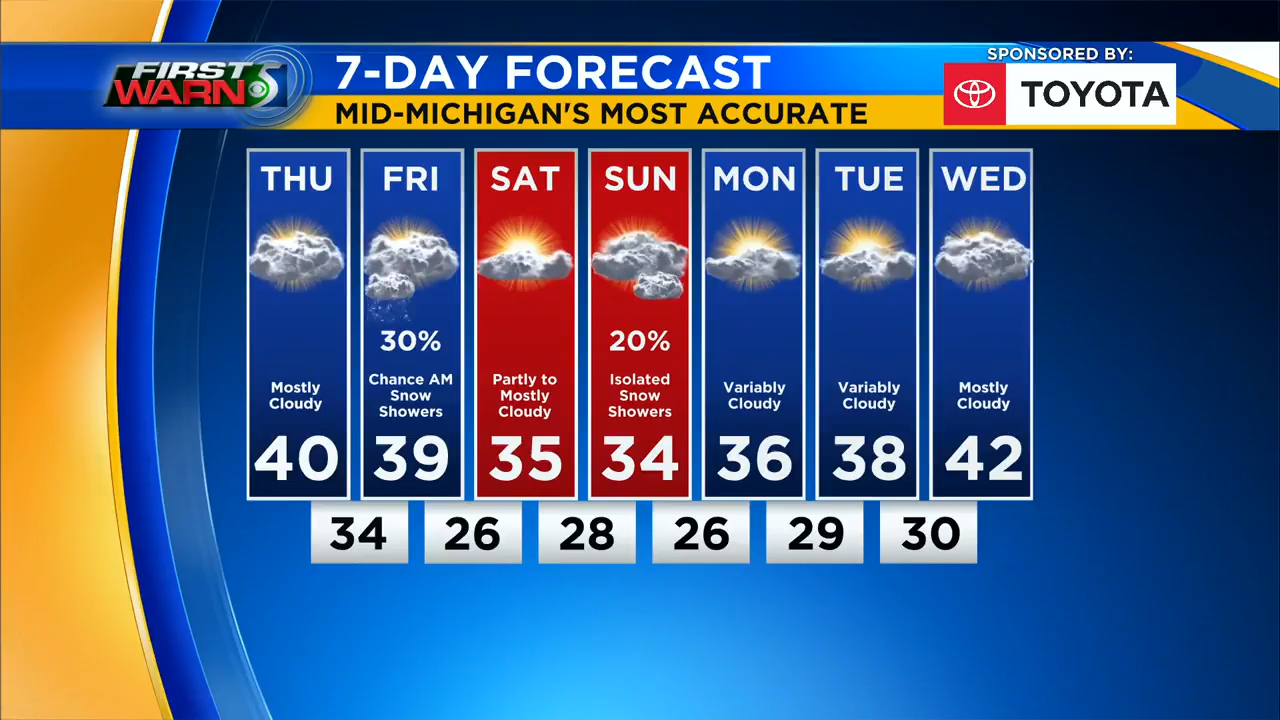 FIRST
WARN 5
7-DAY FORECAST
MID-MICHIGAN'S MOST ACCURATE
SPONSORED BY:
TOYOTA
THU
Mostly
Cloudy
40
FRI
30%
Chance AM
Snow
Showers
39
SAT
Partly to
Mostly
Cloudy
35
SUN
20%
Isolated
Snow
Showers
34
MON
Variably
Cloudy
36
TUE
Variably
Cloudy
38
WED
Mostly
Cloudy
42
34 26 28 26 29 30